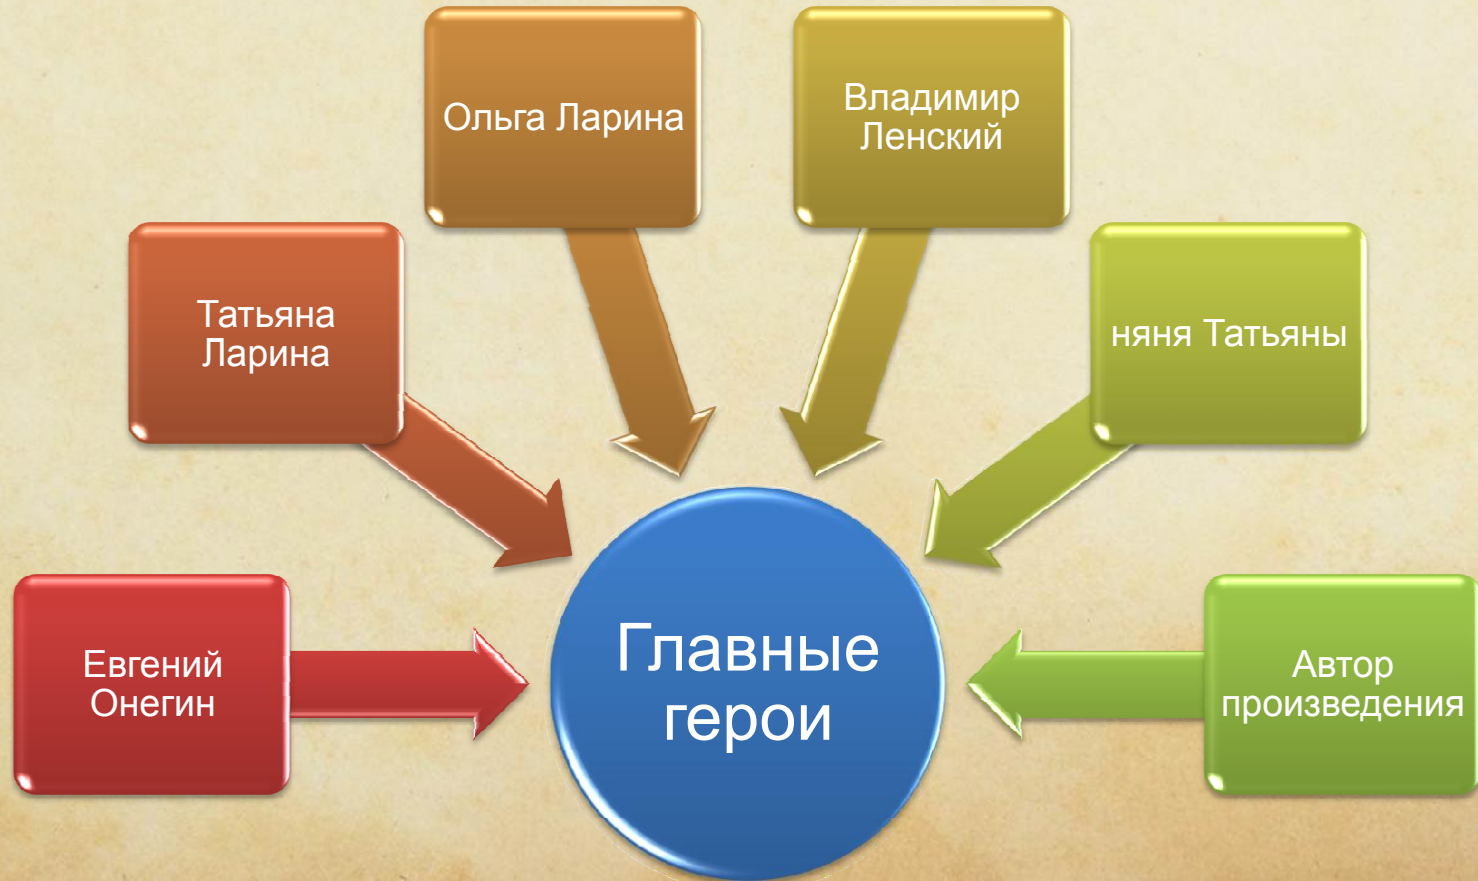 Ольга Ларина
Владимир
Ленский
Татьяна
Ларина
няня Татьяны
Евгений
Онегин
Главные
герои
Автор
произведения